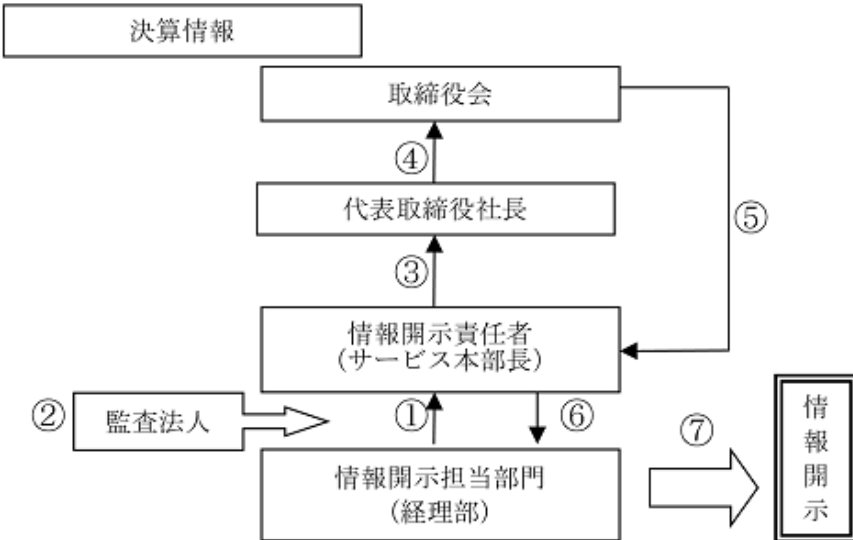 決算情報
取締役会
④
代表取締役社長
⑤
③
情報開示責任者
（サービス本部長）
②
監査法人
①
⑥
⑦
情報開示担当部門
（経理部）
情報開示